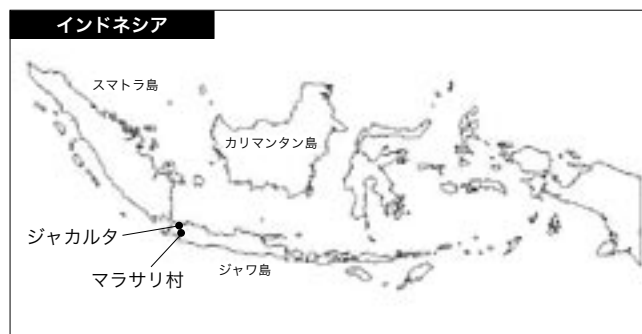 インドネシア
スマトラ島
カリマンタン島
ジャカルタ
マラサリ村
ジャワ島